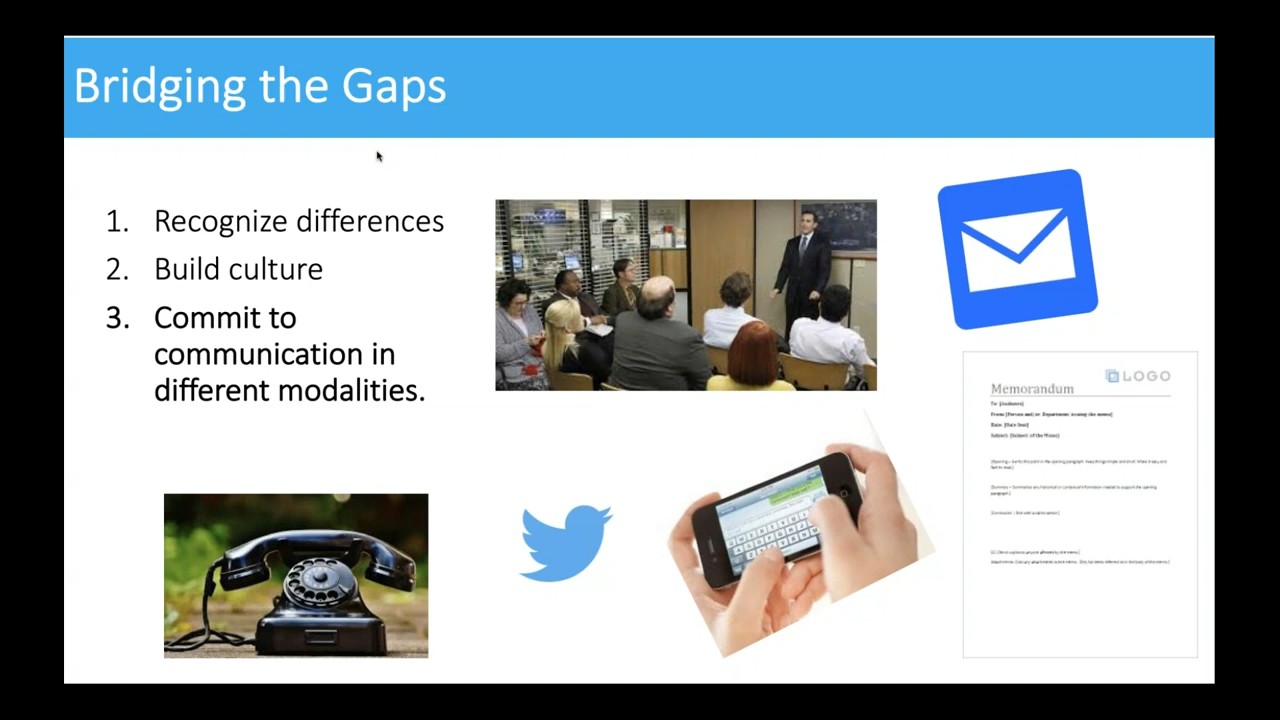 Bridging the Gaps
1. Recognize differences
2. Build culture
3. Commit to
communication in
different modalities.
LOGO
Memorandum
To: [Audience]
From: [Person and/or Department issuing the memo]
Date: [Date Sent]
Subject: [Subject of the Memo]